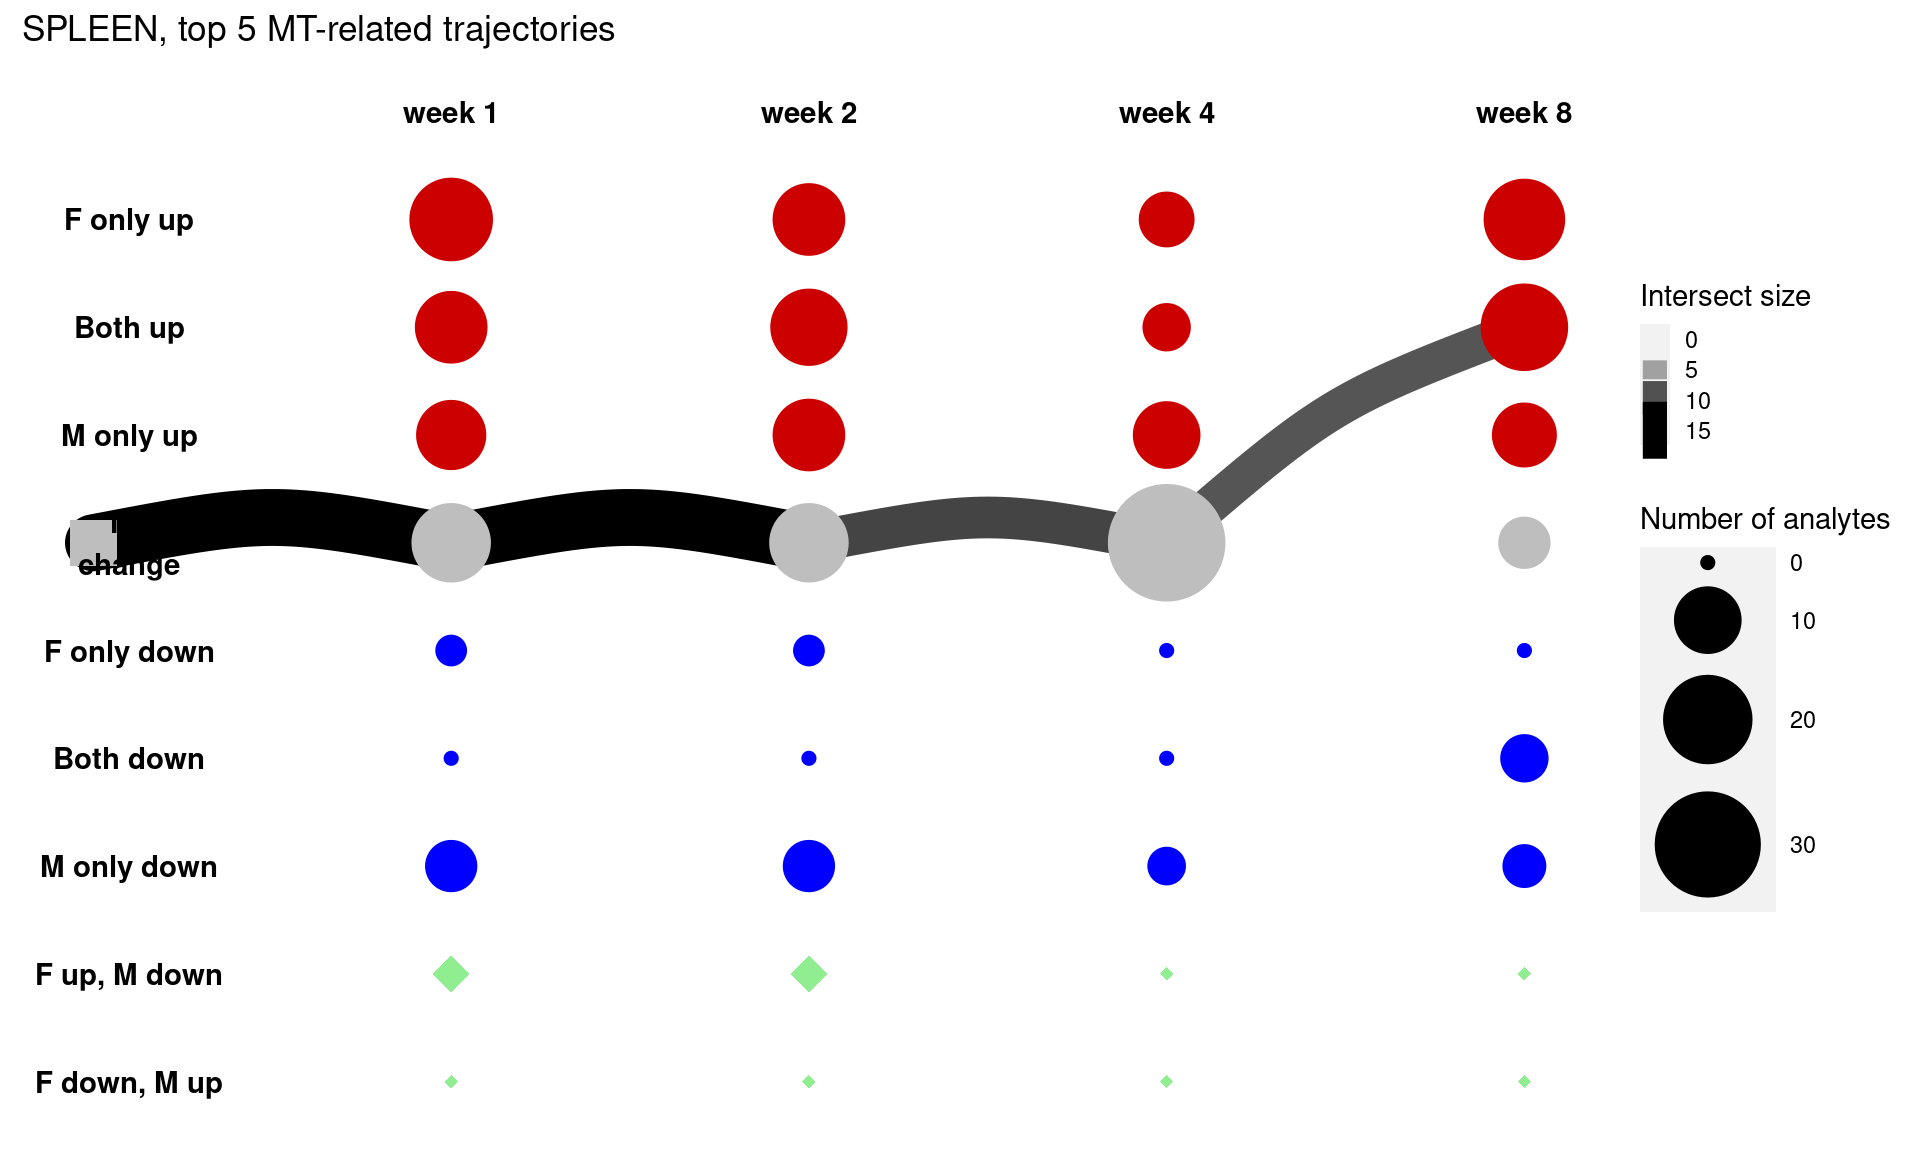 SPLEEN, top 5 MT-related trajectories
week 1 week 2 week 4 week 8
F only up
Both up
M only up
change
F only down
Both down
M only down
F up, M down
F down, M up
Intersect size
0
5
10
15
Number of analytes
0
10
20
30